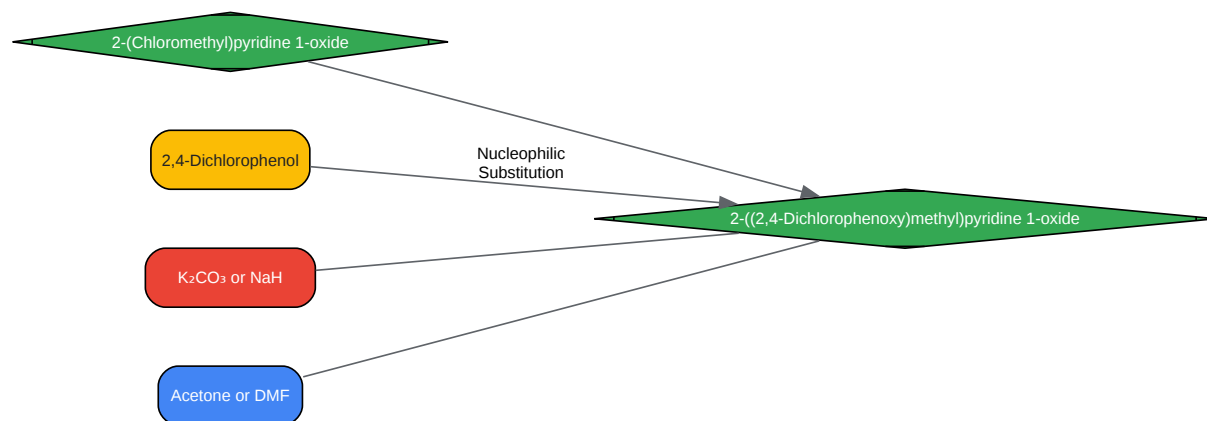 2-(Chloromethyl)pyridine 1-oxide
2,4-Dichlorophenol
Nucleophilic
Substitution
2-((2,4-Dichlorophenoxy)methyl)pyridine 1-oxide
K₂CO₃ or NaH
Acetone or DMF